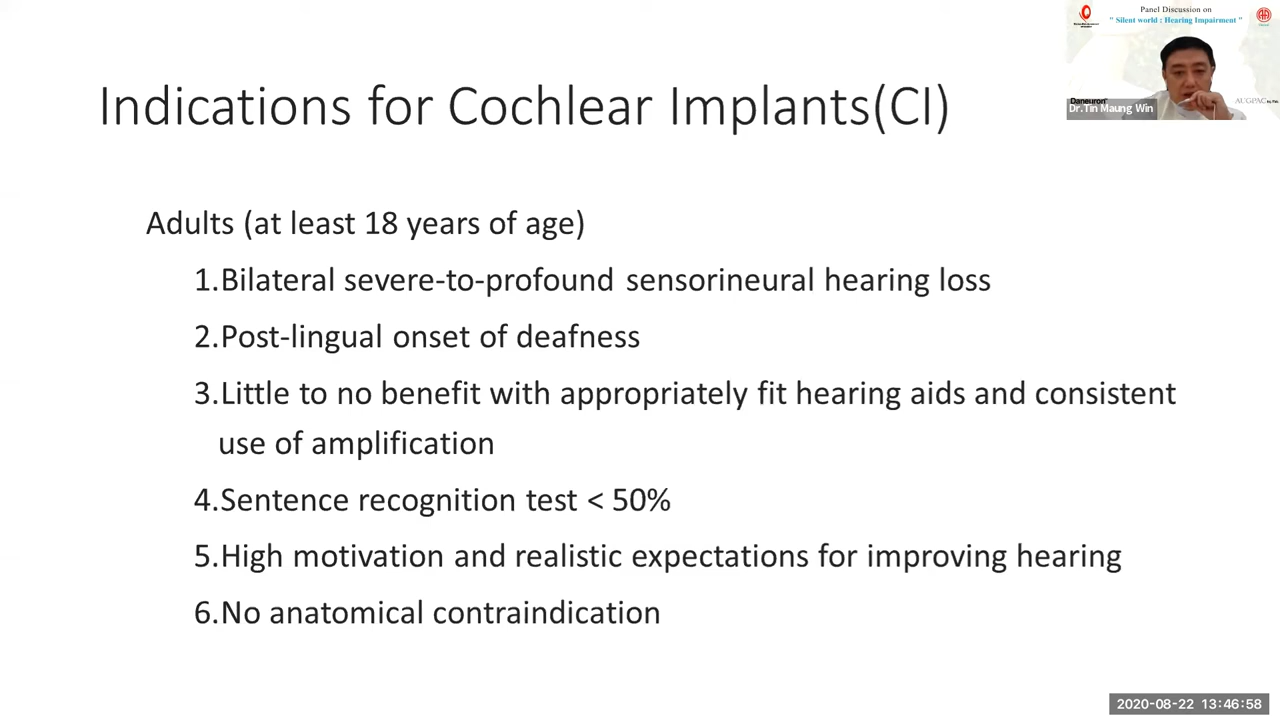 Panel Discussion on
" Silent world : Hearing Impairment "
Daneuron
AUGPAC
Dr.Tin Maung Win
Indications for Cochlear Implants(CI)
Adults (at least 18 years of age)
1.Bilateral severe-to-profound sensorineural hearing loss
2.Post-lingual onset of deafness
3.Little to no benefit with appropriately fit hearing aids and consistent
use of amplification
4.Sentence recognition test < 50%
5.High motivation and realistic expectations for improving hearing
6.No anatomical contraindication
2020-08-22 13:46:58